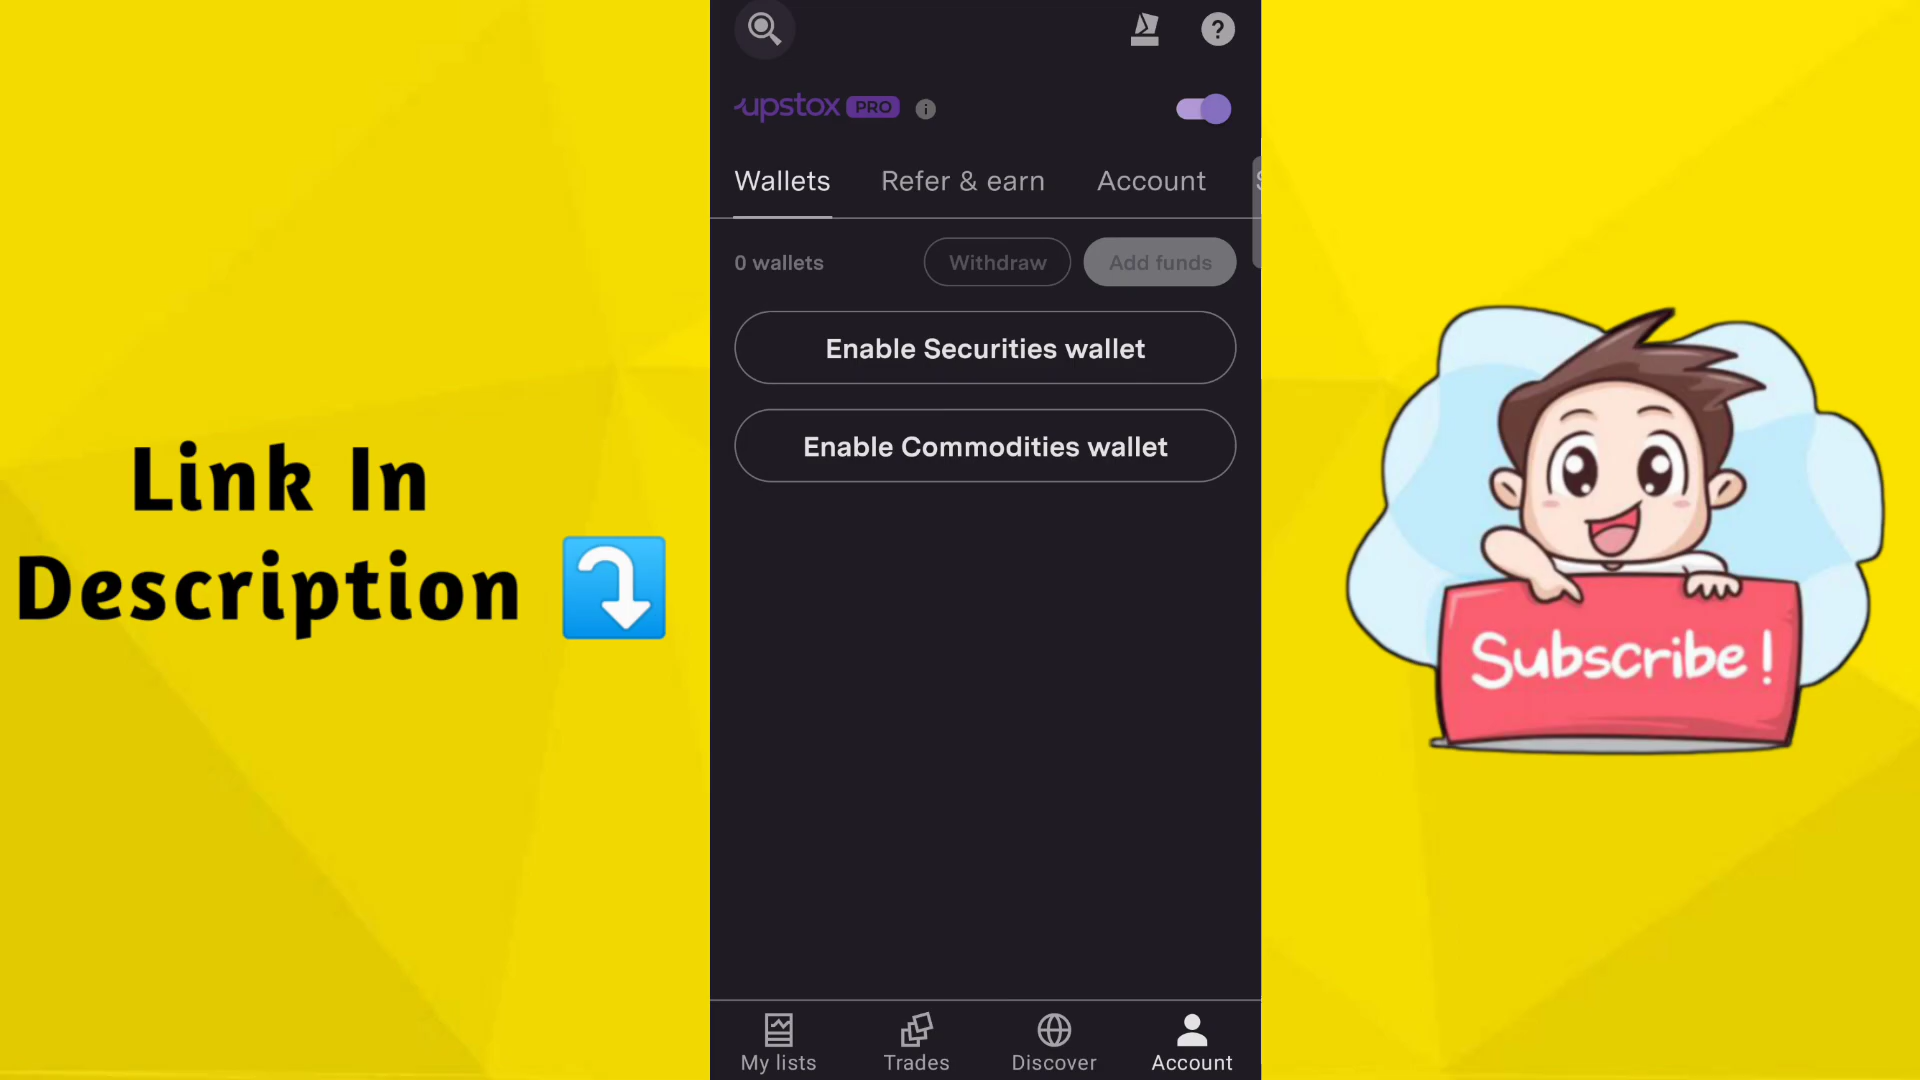 upstox PRO
Wallets Refer & earn Account
0 wallets Withdraw Add funds
Enable Securities wallet
Enable Commodities wallet
Link In
Description
Subscribe!
My lists Trades Discover Account